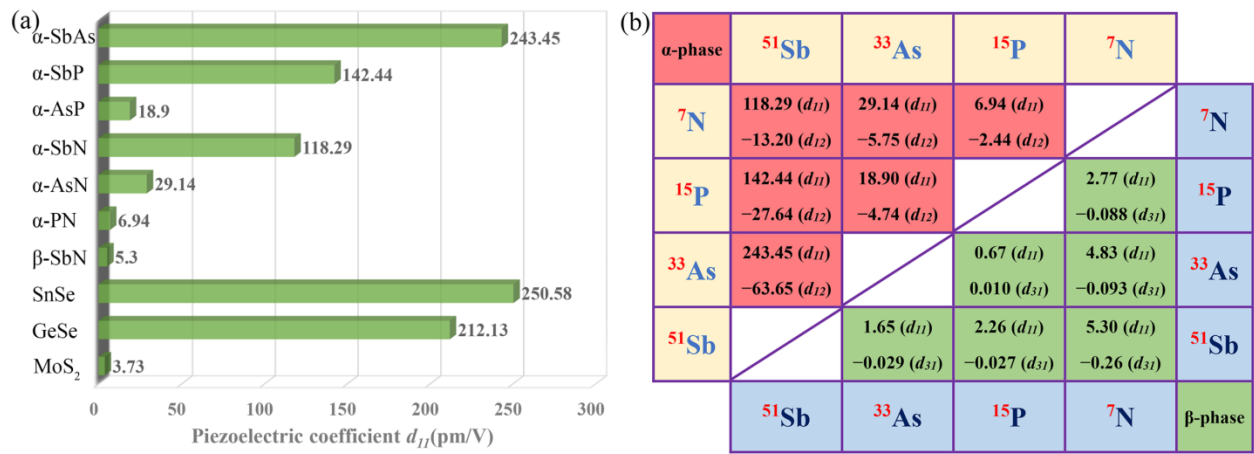 (a)
α-SbAs 243.45
α-SbP 142.44
α-AsP 18.9
α-SbN 118.29
α-AsN 29.14
α-PN 6.94
β-SbN 5.3
SnSe 250.58
GeSe 212.13
MoS₂ 3.73
0 50 100 150 200 250 300
Piezoelectric coefficient d₁₁(pm/V)
(b)
α-phase ⁵¹Sb ³³As ¹⁵P ⁷N
⁷N 118.29 (d₁₁) 29.14 (d₁₁) 6.94 (d₁₁) ⁷N
−13.20 (d₁₂) −5.75 (d₁₂) −2.44 (d₁₂)
¹⁵P 142.44 (d₁₁) 18.90 (d₁₁) 2.77 (d₁₁) ¹⁵P
−27.64 (d₁₂) −4.74 (d₁₂) −0.088 (d₃₁)
³³As 243.45 (d₁₁) 0.67 (d₁₁) 4.83 (d₁₁) ³³As
−63.65 (d₁₂) 0.010 (d₃₁) −0.093 (d₃₁)
⁵¹Sb 1.65 (d₁₁) 2.26 (d₁₁) 5.30 (d₁₁) ⁵¹Sb
−0.029 (d₃₁) −0.027 (d₃₁) −0.26 (d₃₁)
⁵¹Sb ³³As ¹⁵P ⁷N β-phase